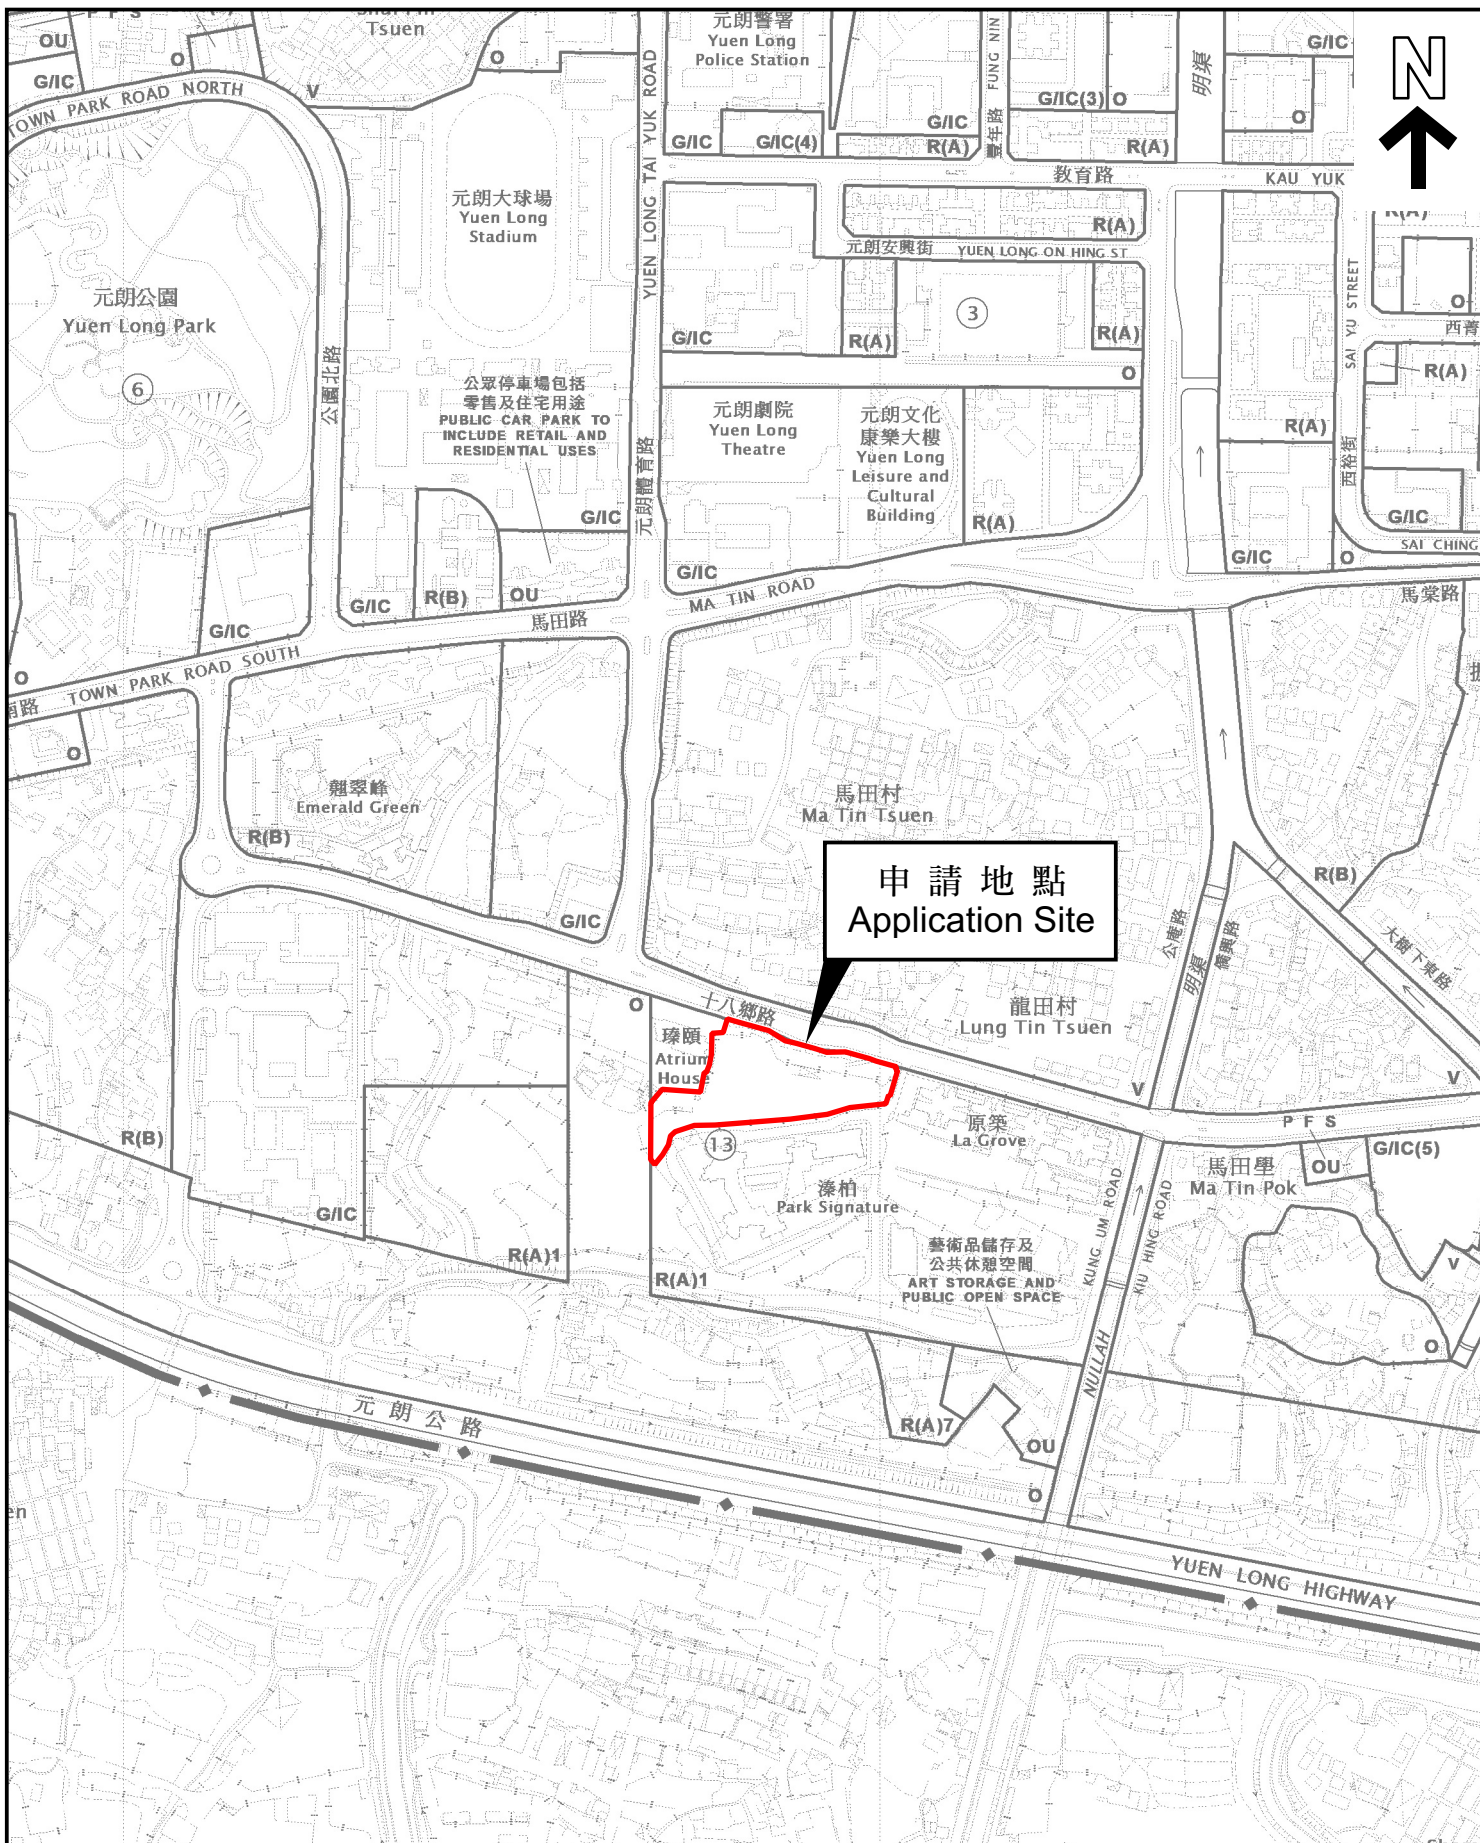 P F S
Tsuen
OU
O
G/IC
V
O
TOWN PARK ROAD NORTH
元朗警署
Yuen Long
Police Station
FUNG NIN
豐年路
明渠
G/IC
G/IC(3)
O
O
N
YUEN LONG TAI YUK ROAD
G/IC
G/IC(4)
G/IC
R(A)
R(A)
教育路
KAU YUK
R(A)
元朗大球場
Yuen Long
Stadium
R(A)
元朗安興街
YUEN LONG ON HING ST
元朗公園
Yuen Long Park
6
公園北路
3
G/IC
R(A)
R(A)
O
SAI YU STREET
O
西菁
R(A)
公眾停車場包括
零售及住宅用途
PUBLIC CAR PARK TO
INCLUDE RETAIL AND
RESIDENTIAL USES
元朗劇院
Yuen Long
Theatre
元朗文化
康樂大樓
Yuen Long
Leisure and
Cultural
Building
R(A)
R(A)
西裕街
元朗體育路
G/IC
G/IC
G/IC
SAI CHING
G/IC
O
G/IC
R(B)
OU
MA TIN ROAD
馬田路
馬棠路
G/IC
O
南路
TOWN PARK ROAD SOUTH
O
翹翠峰
Emerald Green
馬田村
Ma Tin Tsuen
R(B)
R(B)
申請地點
Application Site
G/IC
公庵路
明渠
僑興路
大樹下東路
O
十八鄉路
龍田村
Lung Tin Tsuen
瑧頤
Atrium
House
V
V
原築
La Grove
P F S
R(B)
13
馬田壆
Ma Tin Pok
OU
G/IC(5)
溱柏
Park Signature
KUNG UM ROAD
KIU HING ROAD
G/IC
R(A)1
R(A)1
藝術品儲存及
公共休憩空間
ART STORAGE AND
PUBLIC OPEN SPACE
V
O
NULLAH
元朗公路
R(A)7
OU
O
en
YUEN LONG HIGHWAY